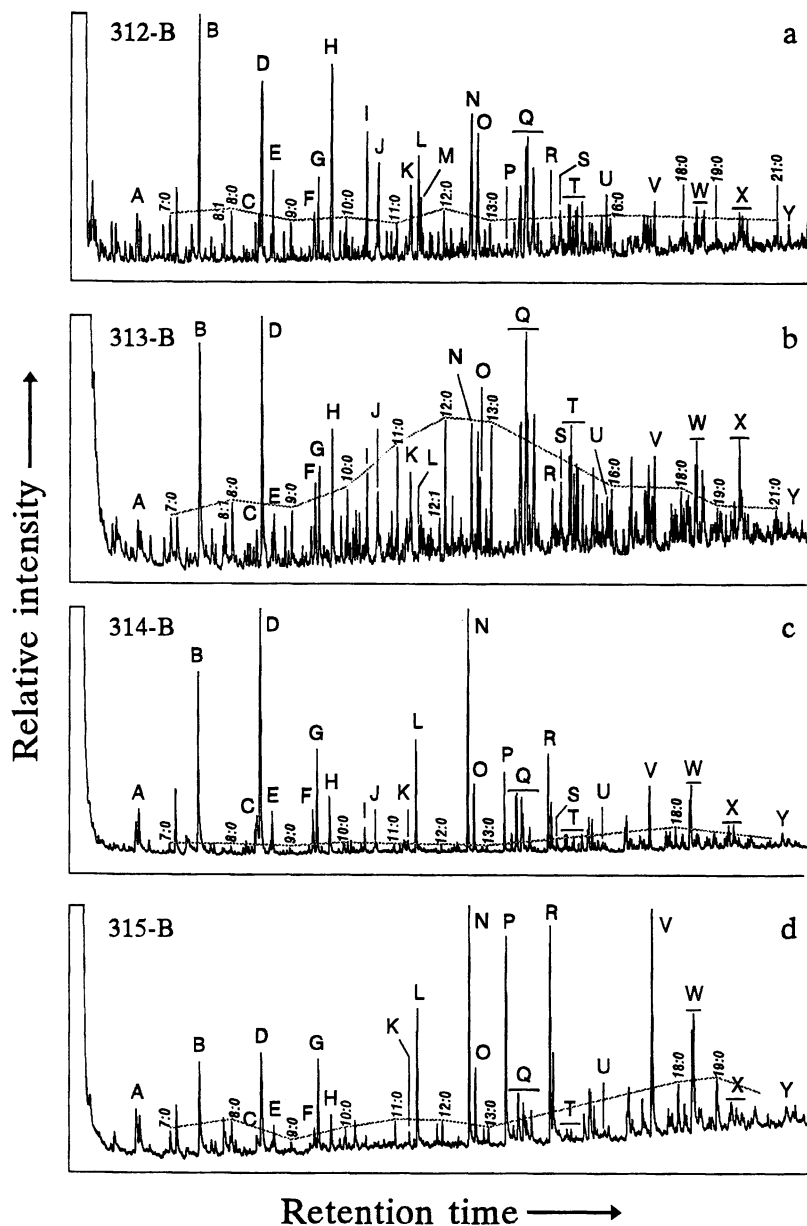 312-B
a
A
7:0
B
8:1
8:0
C
D
E
9:0
F
G
H
10:0
I
J
11:0
K
L
M
12:0
N
O
13:0
P
Q
R
S
T
U
16:0
V
18:0
W
19:0
X
21:0
Y
313-B
b
A
7:0
B
8:1
8:0
C
D
E
9:0
F
G
H
10:0
I
J
11:0
K
L
12:1
12:0
N
O
13:0
Q
R
S
T
U
16:0
V
18:0
W
19:0
X
21:0
Y
314-B
c
A
7:0
B
8:0
C
D
E
9:0
F
G
H
10:0
I
J
11:0
K
L
12:0
N
O
13:0
P
Q
R
S
T
U
V
18:0
W
X
Y
315-B
d
A
7:0
B
8:0
C
D
E
9:0
F
G
H
10:0
11:0
K
L
12:0
N
O
13:0
P
Q
R
T
U
V
18:0
W
19:0
X
Y
Relative intensity
Retention time